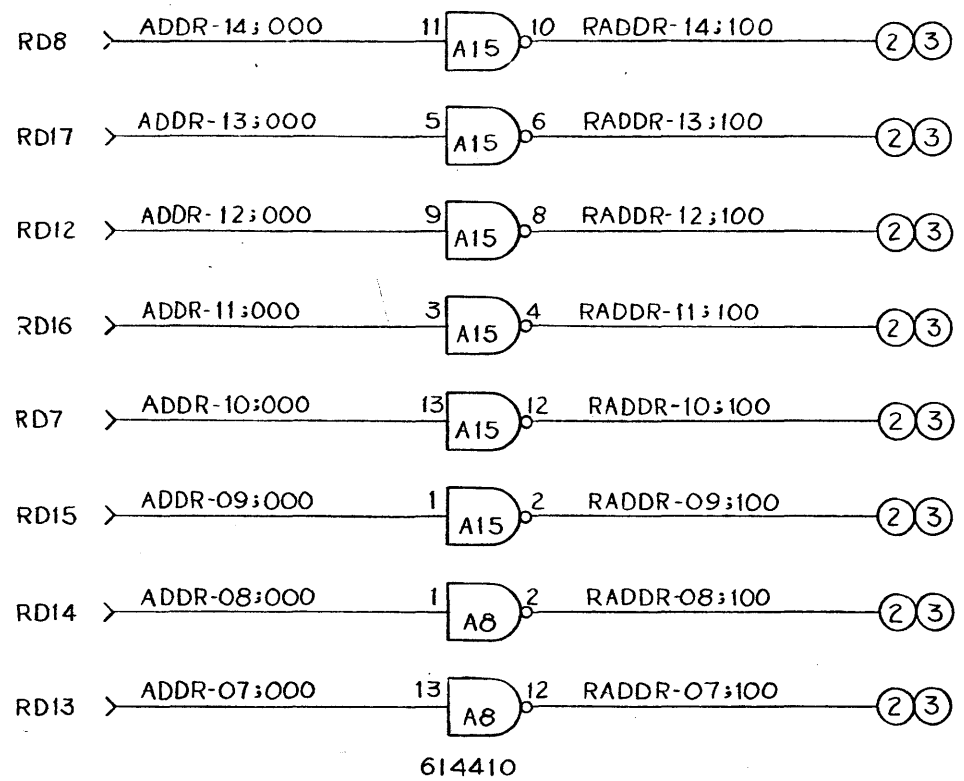 RD8 ADDR-14;000 11 A15 10 RADDR-14;100 2 3
RD17 ADDR-13;000 5 A15 6 RADDR-13;100 2 3
RD12 ADDR-12;000 9 A15 8 RADDR-12;100 2 3
RD16 ADDR-11;000 3 A15 4 RADDR-11;100 2 3
RD7 ADDR-10;000 13 A15 12 RADDR-10;100 2 3
RD15 ADDR-09;000 1 A15 2 RADDR-09;100 2 3
RD14 ADDR-08;000 1 A8 2 RADDR-08;100 2 3
RD13 ADDR-07;000 13 A8 12 RADDR-07;100 2 3
614410